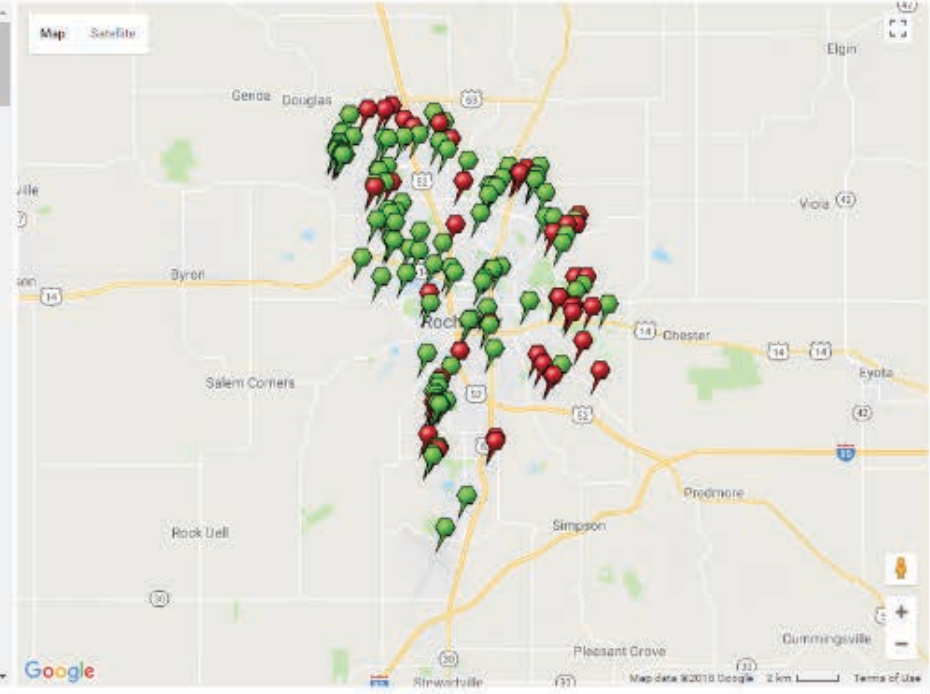 42
Map Satellite
Elgin
Genoa Douglas 63
52
Viola 42
Byron
14
Roch
14 Chester
14 14
Salem Corners
Eyota
52
52
42
90
Predmore
Rock Dell
Simpson
30
Cummingsville
Pleasant Grove
30
Google
Stewartville
Map data ©2018 Google 2 km Terms of Use